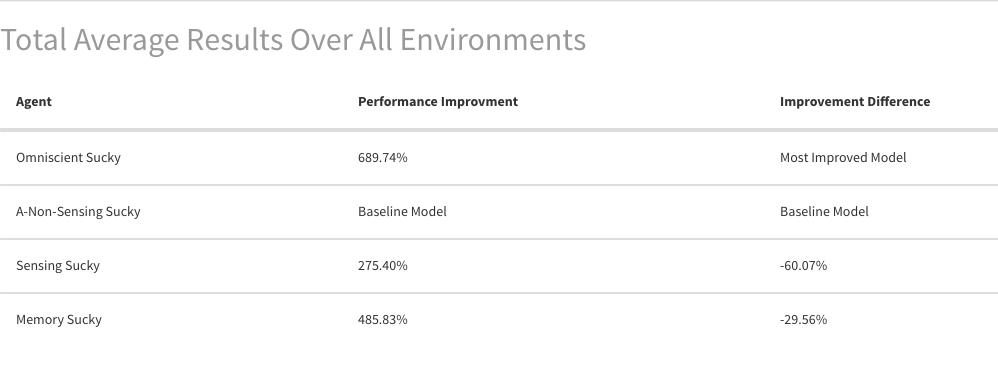 Total Average Results Over All Environments
Agent Performance Improvment Improvement Difference
Omniscient Sucky 689.74% Most Improved Model
A-Non-Sensing Sucky Baseline Model Baseline Model
Sensing Sucky 275.40% -60.07%
Memory Sucky 485.83% -29.56%